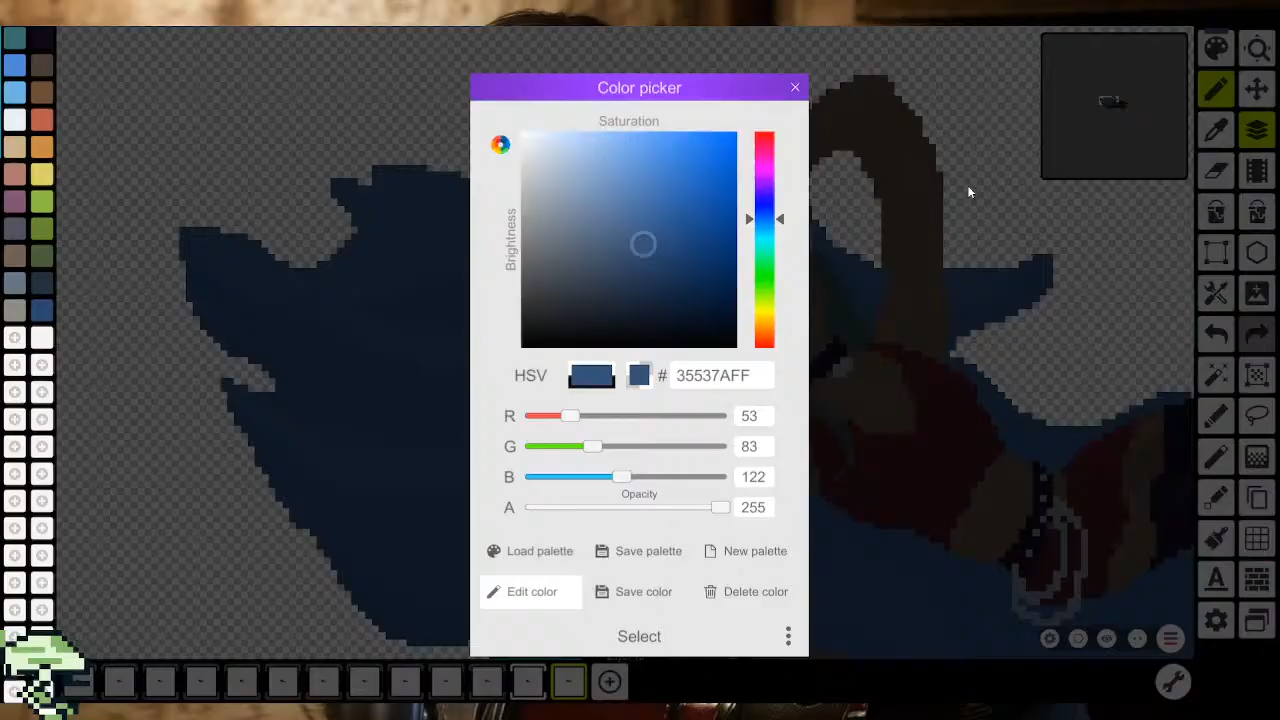 Color picker
Saturation
Brightness
HSV # 35537AFF
R 53
G 83
B 122
Opacity
A 255
Load palette Save palette New palette
Edit color Save color Delete color
Select